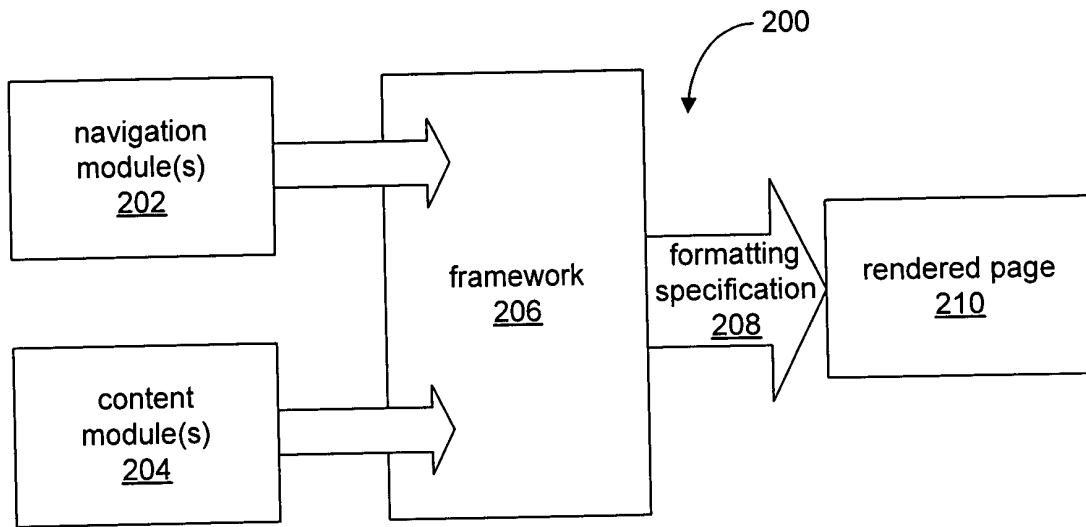 200
navigation
module(s)
202
content
module(s)
204
framework
206
formatting
specification
208
rendered page
210